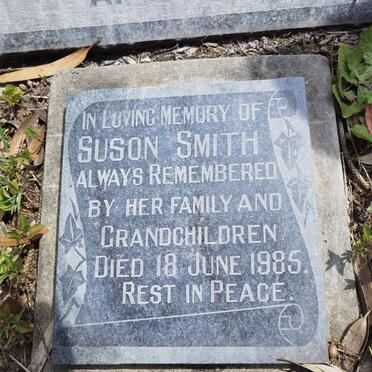 IN LOVING MEMORY OF
SUSON SMITH
ALWAYS REMEMBERED
BY HER FAMILY AND
GRANDCHILDREN
DIED 18 JUNE 1985.
REST IN PEACE.